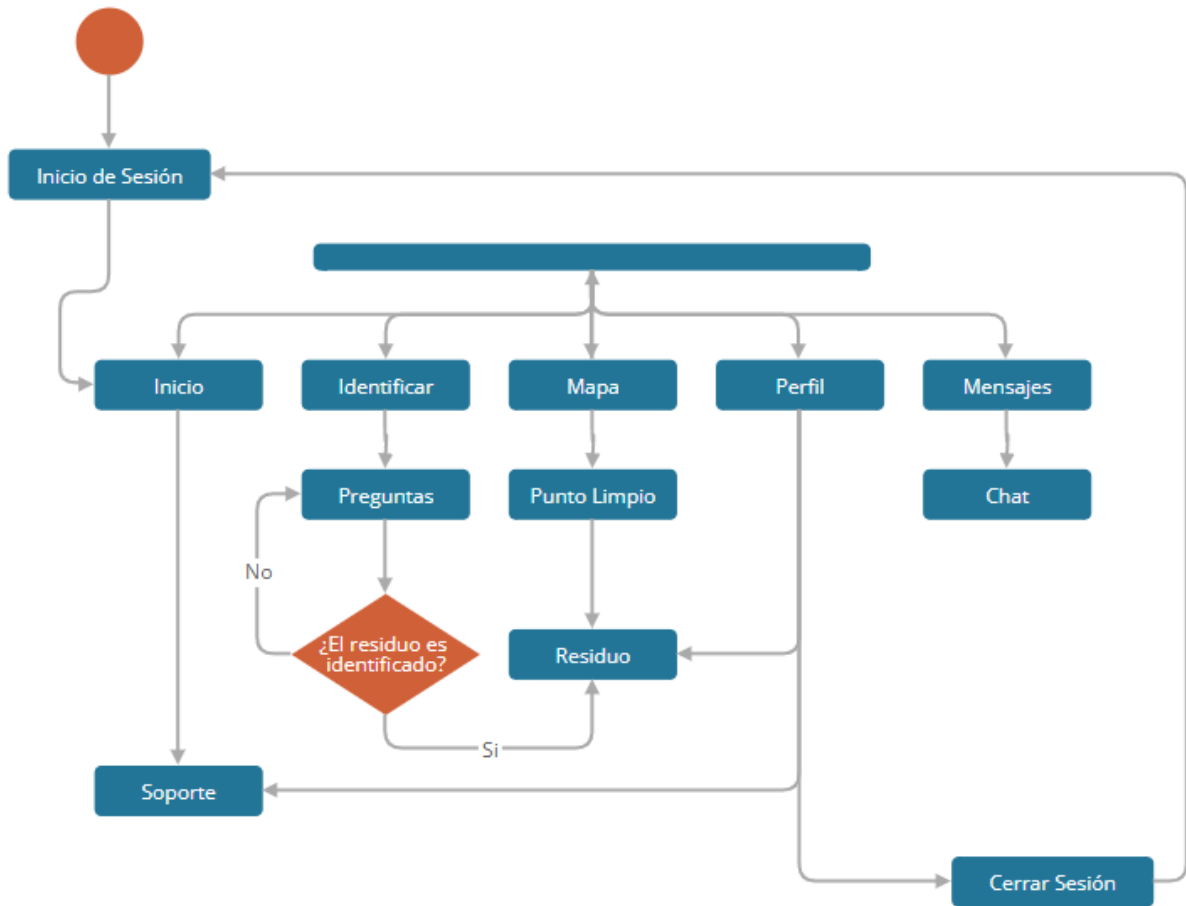 Inicio de Sesión
Inicio
Identificar
Mapa
Perfil
Mensajes
Preguntas
Punto Limpio
Chat
No
¿El residuo es
identificado?
Residuo
Si
Soporte
Cerrar Sesión